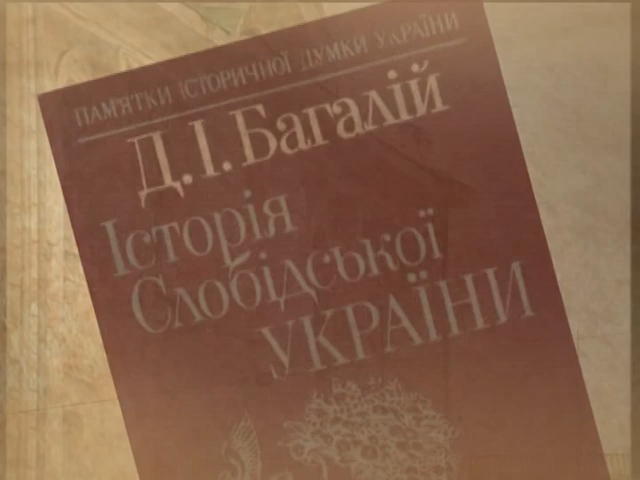 ПАМ'ЯТКИ ІСТОРИЧНОЇ ДУМКИ УКРАЇНИ
Д.І.Багалій
Історія
Слобідської
УКРАЇНИ